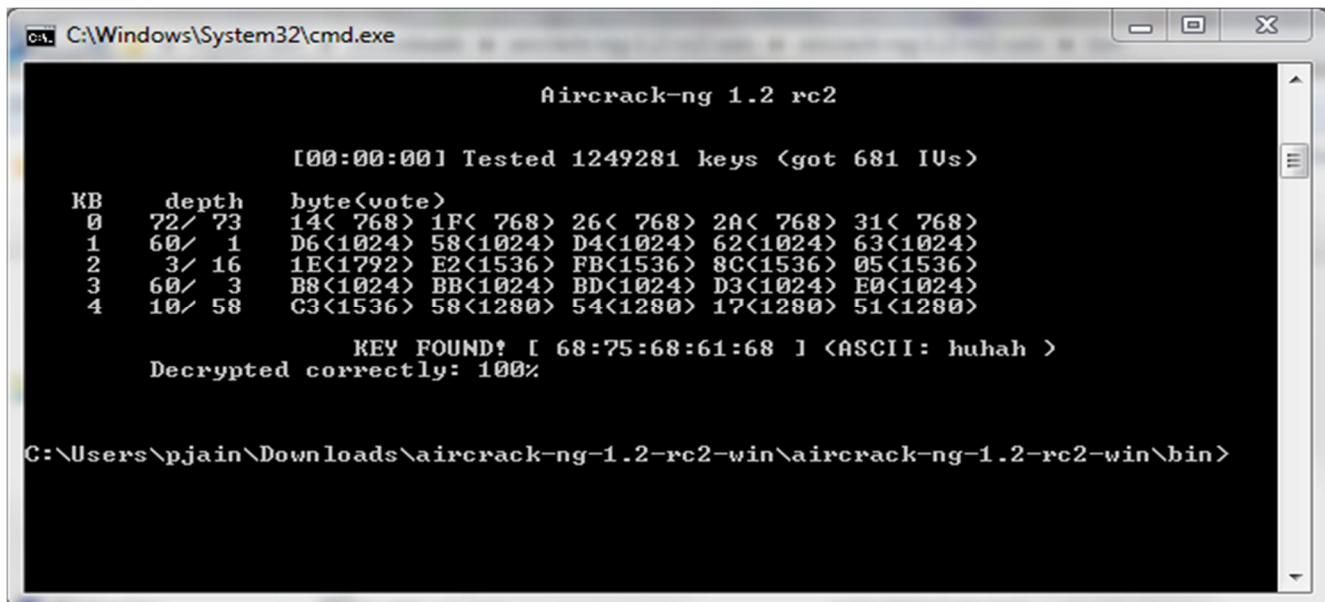 C:\Windows\System32\cmd.exe
Aircrack-ng 1.2 rc2
[00:00:00] Tested 1249281 keys (got 681 IVs)
KB depth byte(vote)
0 72/ 73 14( 768) 1F( 768) 26( 768) 2A( 768) 31( 768)
1 60/ 1 D6(1024) 58(1024) D4(1024) 62(1024) 63(1024)
2 3/ 16 1E(1792) E2(1536) FB(1536) 8C(1536) 05(1536)
3 60/ 3 B8(1024) BB(1024) BD(1024) D3(1024) E0(1024)
4 10/ 58 C3(1536) 58(1280) 54(1280) 17(1280) 51(1280)
KEY FOUND! [ 68:75:68:61:68 ] (ASCII: huhah )
Decrypted correctly: 100%
C:\Users\pjain\Downloads\aircrack-ng-1.2-rc2-win\aircrack-ng-1.2-rc2-win\bin>